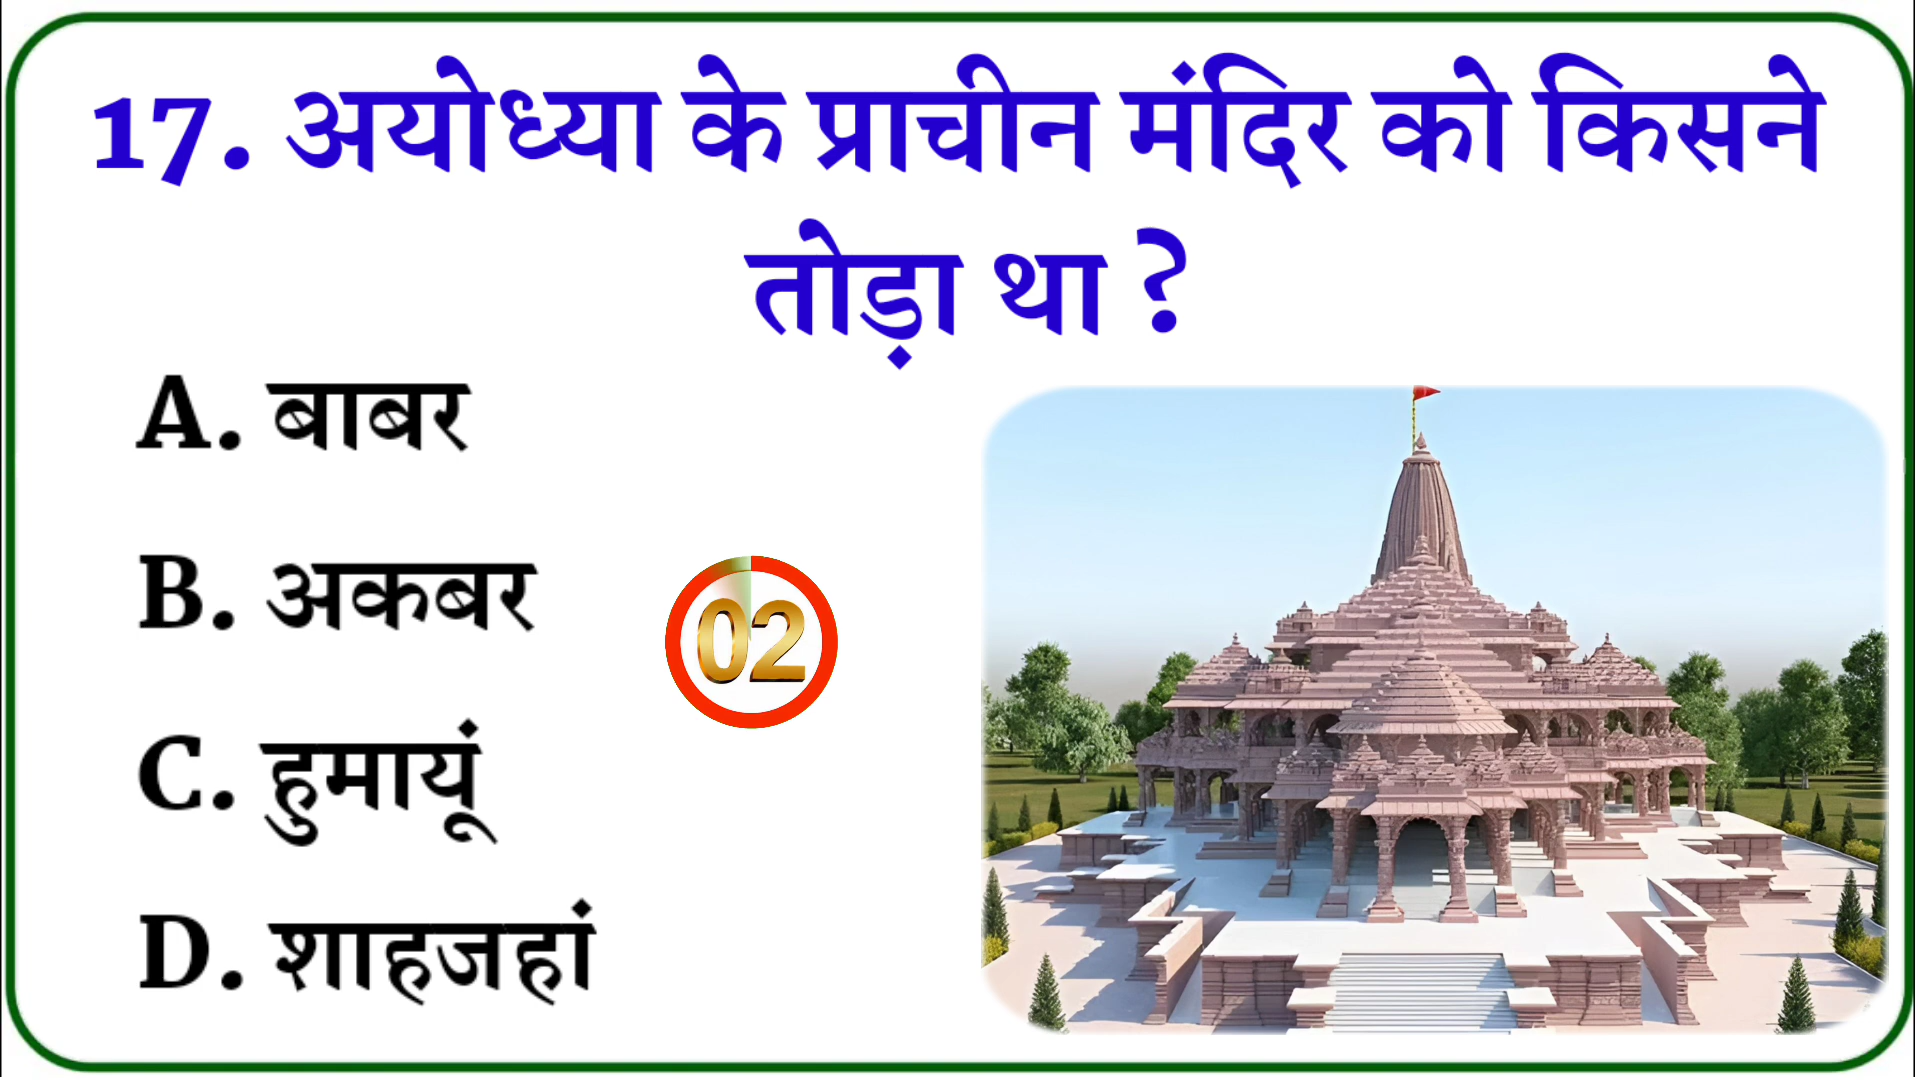 17. अयोध्या के प्राचीन मंदिर को किसने
तोड़ा था ?
A. बाबर
B. अकबर
02
C. हुमायूं
D. शाहजहां